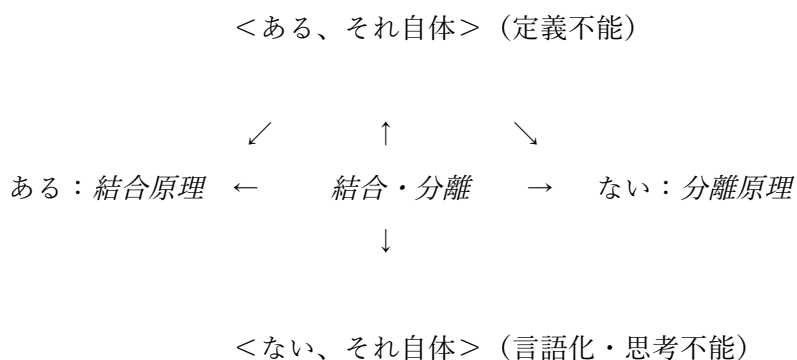 ＜ある、それ自体＞（定義不能）
↙ ↑ ↘
ある：結合原理 ← 結合・分離 → ない：分離原理
↓
＜ない、それ自体＞（言語化・思考不能）